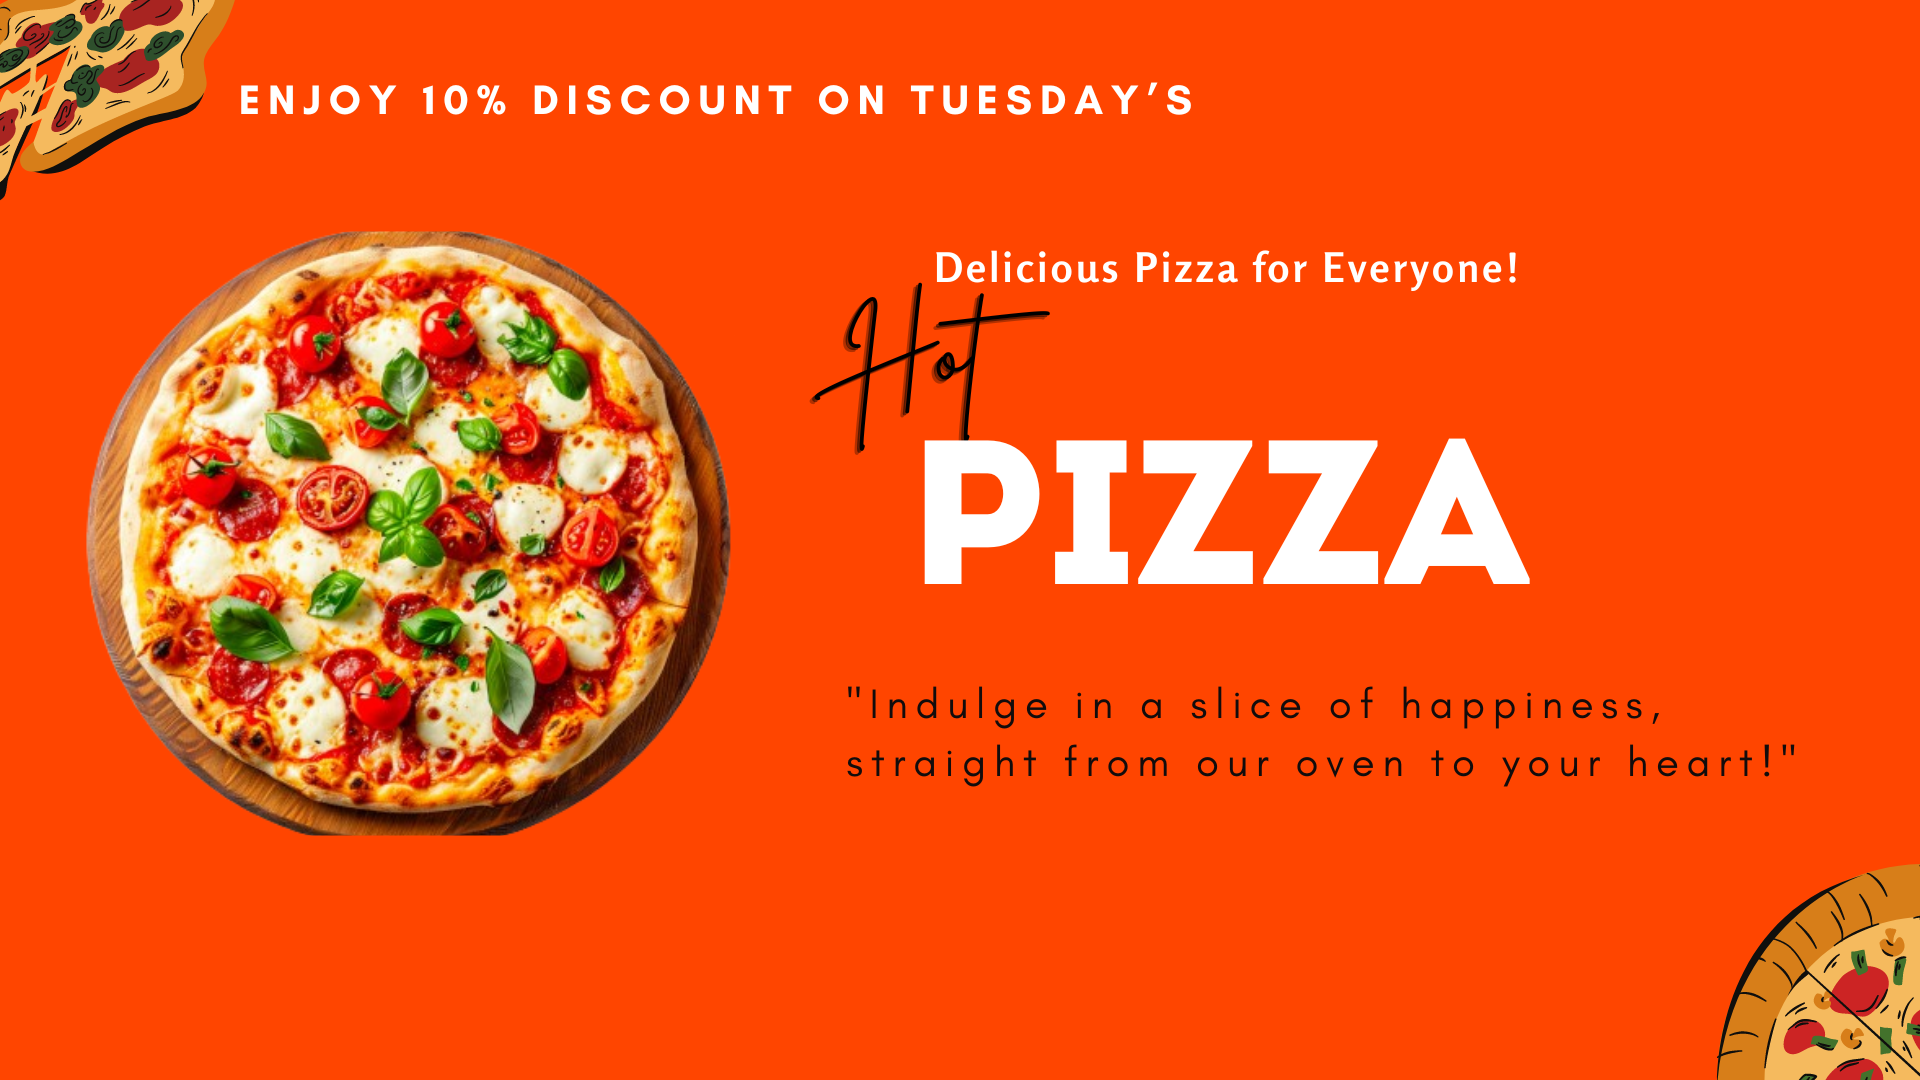 ENJOY 10% DISCOUNT ON TUESDAY’S
Delicious Pizza for Everyone!
Hot
PIZZA
"Indulge in a slice of happiness,
straight from our oven to your heart!"